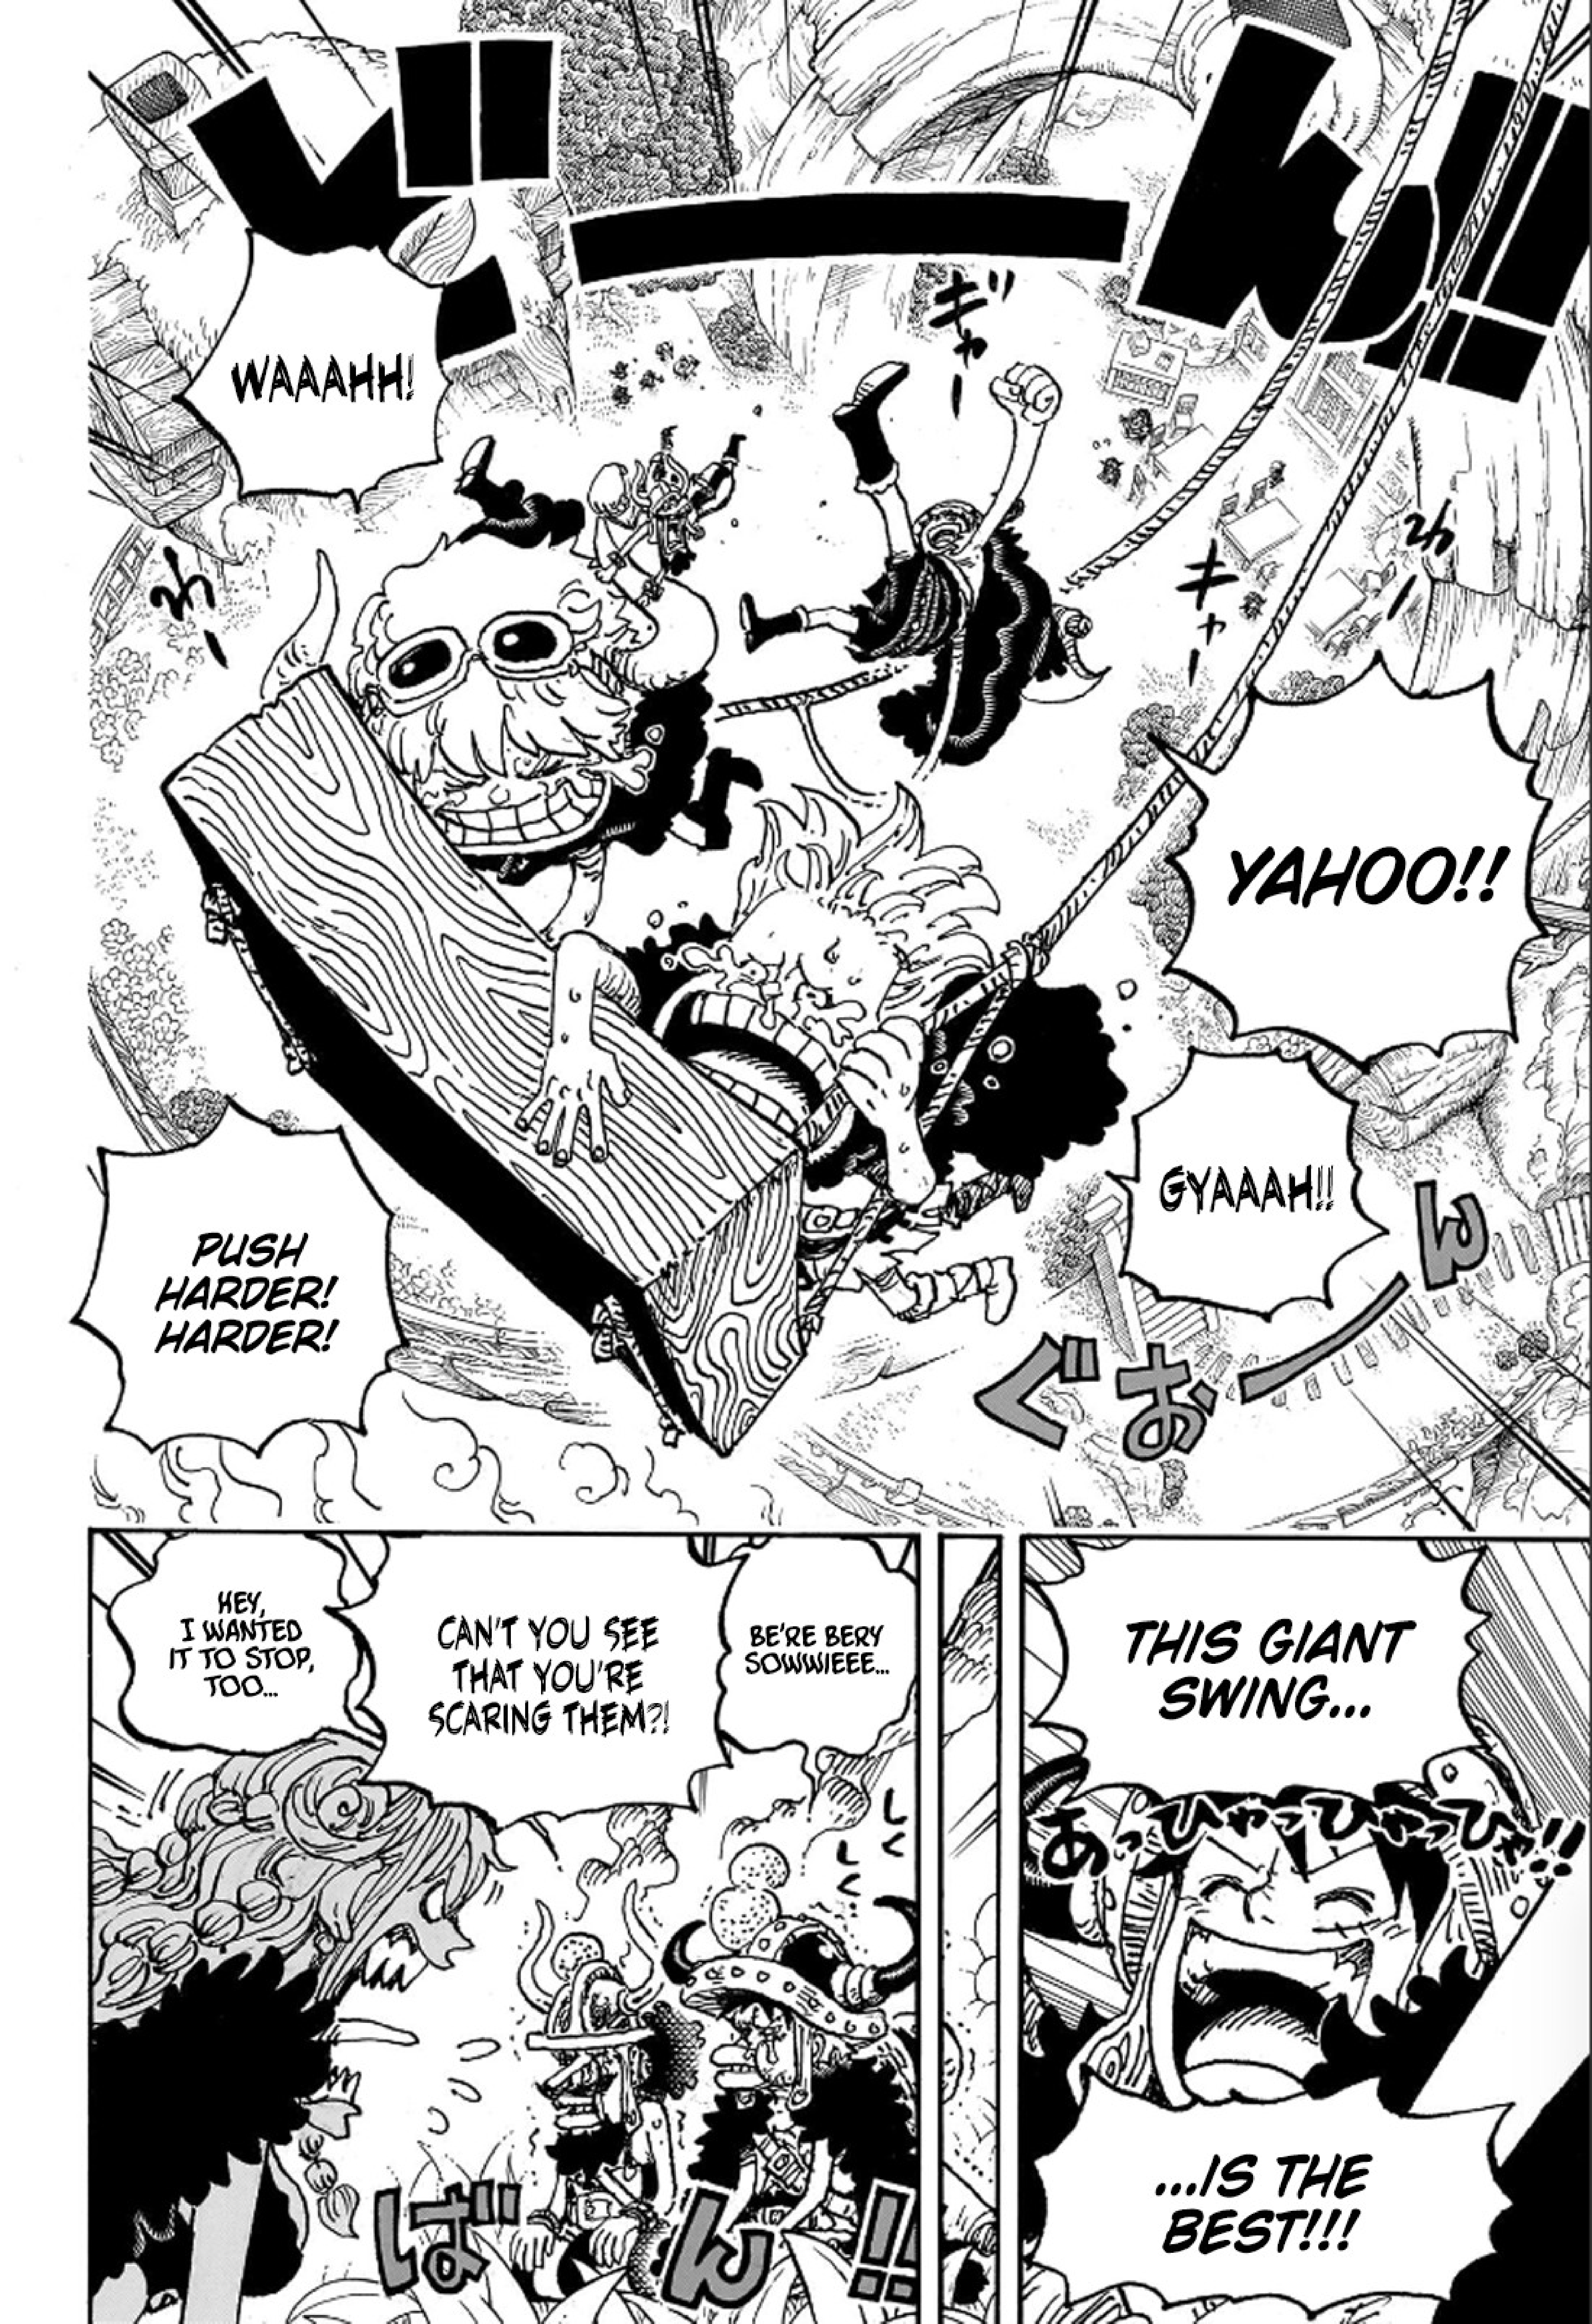 ビーーん!!
WAAAHH!
ギャー
キャー
わー
わー
YAHOO!!
GYAAAH!!
ぐおーん
PUSH
HARDER!
HARDER!
THIS GIANT
SWING...
あっひゃっひゃっひゃ!!
...IS THE
BEST!!!
BE'RE BERY
SOWWIEEE...
CAN'T YOU SEE
THAT YOU'RE
SCARING THEM?!
HEY,
I WANTED
IT TO STOP,
TOO...
しく
しく
ばん!!